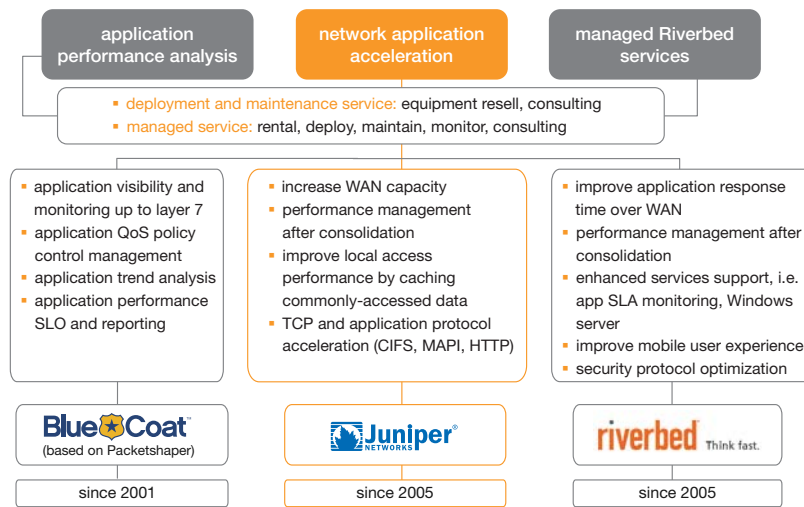 application
performance analysis
network application
acceleration
managed Riverbed
services
▪ deployment and maintenance service: equipment resell, consulting
▪ managed service: rental, deploy, maintain, monitor, consulting
▪ application visibility and
monitoring up to layer 7
▪ application QoS policy
control management
▪ application trend analysis
▪ application performance
SLO and reporting
▪ increase WAN capacity
▪ performance management
after consolidation
▪ improve local access
performance by caching
commonly-accessed data
▪ TCP and application protocol
acceleration (CIFS, MAPI, HTTP)
▪ improve application response
time over WAN
▪ performance management after
consolidation
▪ enhanced services support, i.e.
app SLA monitoring, Windows
server
▪ improve mobile user experience
▪ security protocol optimization
Blue Coat™
(based on Packetshaper)
Juniper®
NETWORKS
riverbed Think fast.
since 2001
since 2005
since 2005